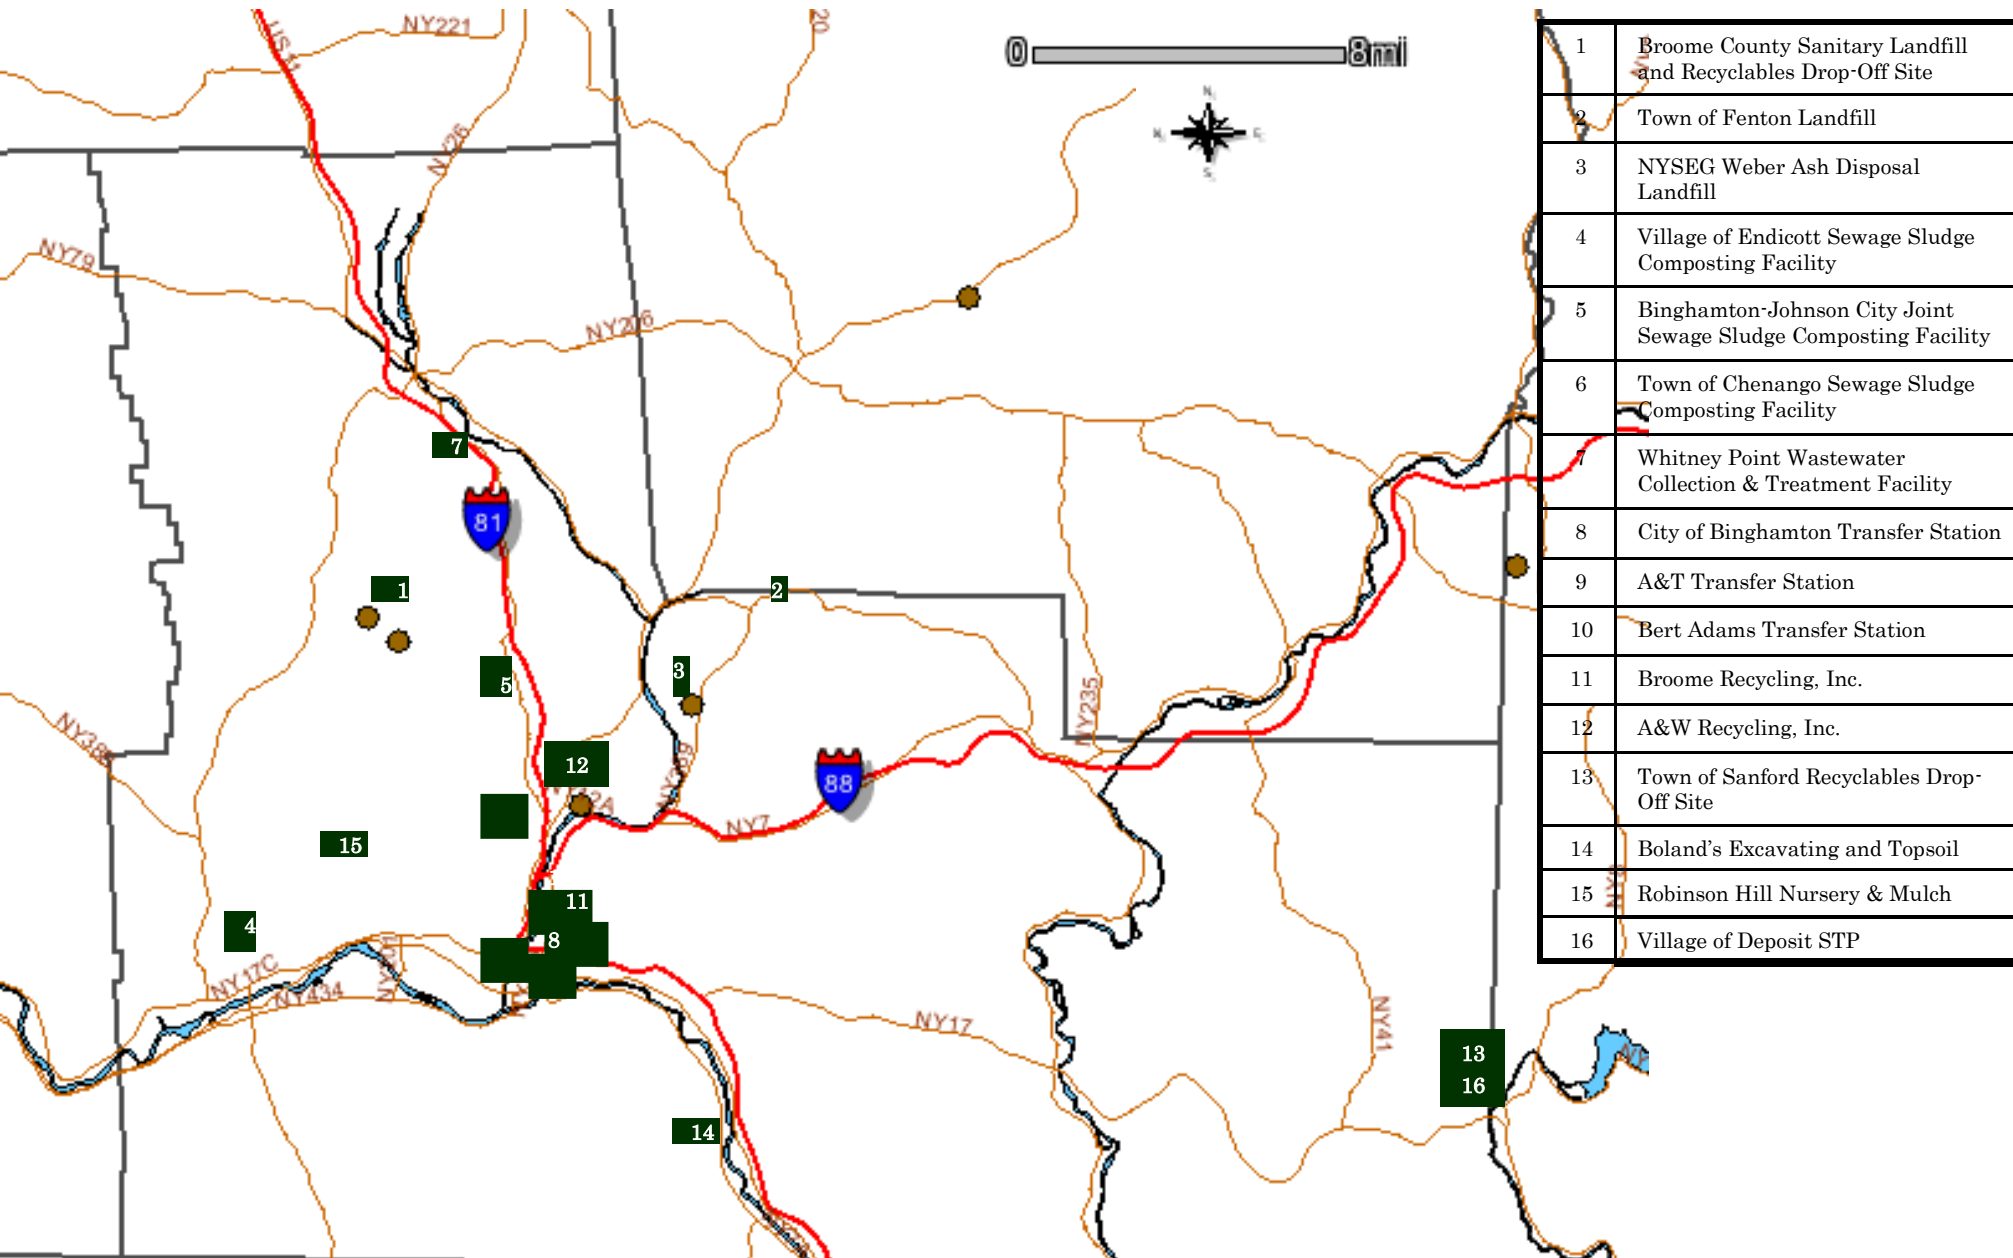 US11
NY221
20
0
8mi
N
E
S
NY26
NY79
NY206
7
81
1
2
3
5
NY38B
NY235
12
NY12A
NY369
88
NY7
15
11
4
8
NY17C
NY434
NY201
NY17
NY41
13
16
14
1 Broome County Sanitary Landfill
and Recyclables Drop-Off Site
2 Town of Fenton Landfill
3 NYSEG Weber Ash Disposal
Landfill
4 Village of Endicott Sewage Sludge
Composting Facility
5 Binghamton-Johnson City Joint
Sewage Sludge Composting Facility
6 Town of Chenango Sewage Sludge
Composting Facility
7 Whitney Point Wastewater
Collection & Treatment Facility
8 City of Binghamton Transfer Station
9 A&T Transfer Station
10 Bert Adams Transfer Station
11 Broome Recycling, Inc.
12 A&W Recycling, Inc.
13 Town of Sanford Recyclables Drop-
Off Site
14 Boland's Excavating and Topsoil
15 Robinson Hill Nursery & Mulch
16 Village of Deposit STP